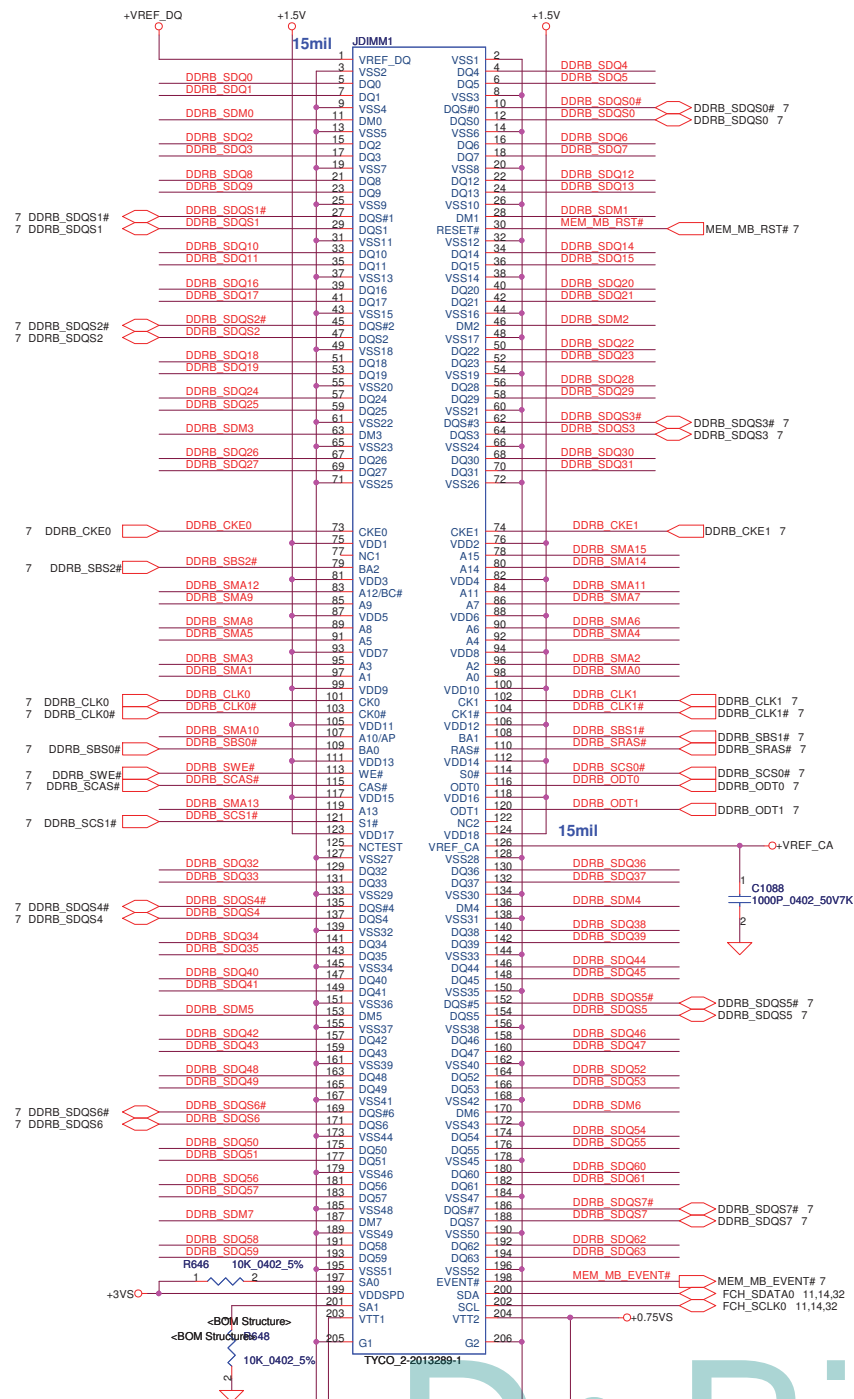 +VREF_DQ +1.5V +1.5V
15mil JDIMM1
1 VREF_DQ VSS1 2
3 VSS2 DQ4 4 DDRB_SDQ4
DDRB_SDQ0 5 DQ0 DQ5 6 DDRB_SDQ5
DDRB_SDQ1 7 DQ1 VSS3 8
9 VSS4 DQS#0 10 DDRB_SDQS0# DDRB_SDQS0# 7
DDRB_SDM0 11 DM0 DQS0 12 DDRB_SDQS0 DDRB_SDQS0 7
13 VSS5 VSS6 14
DDRB_SDQ2 15 DQ2 DQ6 16 DDRB_SDQ6
DDRB_SDQ3 17 DQ3 DQ7 18 DDRB_SDQ7
19 VSS7 VSS8 20
DDRB_SDQ8 21 DQ8 DQ12 22 DDRB_SDQ12
DDRB_SDQ9 23 DQ9 DQ13 24 DDRB_SDQ13
25 VSS9 VSS10 26
7 DDRB_SDQS1# DDRB_SDQS1# 27 DQS#1 DM1 28 DDRB_SDM1
7 DDRB_SDQS1 DDRB_SDQS1 29 DQS1 RESET# 30 MEM_MB_RST# MEM_MB_RST# 7
31 VSS11 VSS12 32
DDRB_SDQ10 33 DQ10 DQ14 34 DDRB_SDQ14
DDRB_SDQ11 35 DQ11 DQ15 36 DDRB_SDQ15
37 VSS13 VSS14 38
DDRB_SDQ16 39 DQ16 DQ20 40 DDRB_SDQ20
DDRB_SDQ17 41 DQ17 DQ21 42 DDRB_SDQ21
43 VSS15 VSS16 44
7 DDRB_SDQS2# DDRB_SDQS2# 45 DQS#2 DM2 46 DDRB_SDM2
7 DDRB_SDQS2 DDRB_SDQS2 47 DQS2 VSS17 48
49 VSS18 DQ22 50 DDRB_SDQ22
DDRB_SDQ18 51 DQ18 DQ23 52 DDRB_SDQ23
DDRB_SDQ19 53 DQ19 VSS19 54
55 VSS20 DQ28 56 DDRB_SDQ28
DDRB_SDQ24 57 DQ24 DQ29 58 DDRB_SDQ29
DDRB_SDQ25 59 DQ25 VSS21 60
61 VSS22 DQS#3 62 DDRB_SDQS3# DDRB_SDQS3# 7
DDRB_SDM3 63 DM3 DQS3 64 DDRB_SDQS3 DDRB_SDQS3 7
65 VSS23 VSS24 66
DDRB_SDQ26 67 DQ26 DQ30 68 DDRB_SDQ30
DDRB_SDQ27 69 DQ27 DQ31 70 DDRB_SDQ31
71 VSS25 VSS26 72
7 DDRB_CKE0 DDRB_CKE0 73 CKE0 CKE1 74 DDRB_CKE1 DDRB_CKE1 7
75 VDD1 VDD2 76
77 NC1 A15 78 DDRB_SMA15
7 DDRB_SBS2# DDRB_SBS2# 79 BA2 A14 80 DDRB_SMA14
81 VDD3 VDD4 82
DDRB_SMA12 83 A12/BC# A11 84 DDRB_SMA11
DDRB_SMA9 85 A9 A7 86 DDRB_SMA7
87 VDD5 VDD6 88
DDRB_SMA8 89 A8 A6 90 DDRB_SMA6
DDRB_SMA5 91 A5 A4 92 DDRB_SMA4
93 VDD7 VDD8 94
DDRB_SMA3 95 A3 A2 96 DDRB_SMA2
DDRB_SMA1 97 A1 A0 98 DDRB_SMA0
99 VDD9 VDD10 100
7 DDRB_CLK0 DDRB_CLK0 101 CK0 CK1 102 DDRB_CLK1 DDRB_CLK1 7
7 DDRB_CLK0# DDRB_CLK0# 103 CK0# CK1# 104 DDRB_CLK1# DDRB_CLK1# 7
105 VDD11 VDD12 106
DDRB_SMA10 107 A10/AP BA1 108 DDRB_SBS1# DDRB_SBS1# 7
7 DDRB_SBS0# DDRB_SBS0# 109 BA0 RAS# 110 DDRB_SRAS# DDRB_SRAS# 7
111 VDD13 VDD14 112
7 DDRB_SWE# DDRB_SWE# 113 WE# S0# 114 DDRB_SCS0# DDRB_SCS0# 7
7 DDRB_SCAS# DDRB_SCAS# 115 CAS# ODT0 116 DDRB_ODT0 DDRB_ODT0 7
117 VDD15 VDD16 118
DDRB_SMA13 119 A13 ODT1 120 DDRB_ODT1 DDRB_ODT1 7
7 DDRB_SCS1# DDRB_SCS1# 121 S1# NC2 122
123 VDD17 VDD18 124 15mil
125 NCTEST VREF_CA 126 +VREF_CA
127 VSS27 VSS28 128
DDRB_SDQ32 129 DQ32 DQ36 130 DDRB_SDQ36
DDRB_SDQ33 131 DQ33 DQ37 132 DDRB_SDQ37 1
133 VSS29 VSS30 134 C1088
7 DDRB_SDQS4# DDRB_SDQS4# 135 DQS#4 DM4 136 DDRB_SDM4 1000P_0402_50V7K
7 DDRB_SDQS4 DDRB_SDQS4 137 DQS4 VSS31 138 2
139 VSS32 DQ38 140 DDRB_SDQ38
DDRB_SDQ34 141 DQ34 DQ39 142 DDRB_SDQ39
DDRB_SDQ35 143 DQ35 VSS33 144
145 VSS34 DQ44 146 DDRB_SDQ44
DDRB_SDQ40 147 DQ40 DQ45 148 DDRB_SDQ45
DDRB_SDQ41 149 DQ41 VSS35 150
151 VSS36 DQS#5 152 DDRB_SDQS5# DDRB_SDQS5# 7
DDRB_SDM5 153 DM5 DQS5 154 DDRB_SDQS5 DDRB_SDQS5 7
155 VSS37 VSS38 156
DDRB_SDQ42 157 DQ42 DQ46 158 DDRB_SDQ46
DDRB_SDQ43 159 DQ43 DQ47 160 DDRB_SDQ47
161 VSS39 VSS40 162
DDRB_SDQ48 163 DQ48 DQ52 164 DDRB_SDQ52
DDRB_SDQ49 165 DQ49 DQ53 166 DDRB_SDQ53
167 VSS41 VSS42 168
7 DDRB_SDQS6# DDRB_SDQS6# 169 DQS#6 DM6 170 DDRB_SDM6
7 DDRB_SDQS6 DDRB_SDQS6 171 DQS6 VSS43 172
173 VSS44 DQ54 174 DDRB_SDQ54
DDRB_SDQ50 175 DQ50 DQ55 176 DDRB_SDQ55
DDRB_SDQ51 177 DQ51 VSS45 178
179 VSS46 DQ60 180 DDRB_SDQ60
DDRB_SDQ56 181 DQ56 DQ61 182 DDRB_SDQ61
DDRB_SDQ57 183 DQ57 VSS47 184
185 VSS48 DQS#7 186 DDRB_SDQS7# DDRB_SDQS7# 7
DDRB_SDM7 187 DM7 DQS7 188 DDRB_SDQS7 DDRB_SDQS7 7
189 VSS49 VSS50 190
DDRB_SDQ58 191 DQ58 DQ62 192 DDRB_SDQ62
DDRB_SDQ59 193 DQ59 DQ63 194 DDRB_SDQ63
R646 10K_0402_5% 195 VSS51 VSS52 196
1 2 197 SA0 EVENT# 198 MEM_MB_EVENT# MEM_MB_EVENT# 7
+3VS 199 VDDSPD SDA 200 FCH_SDATA0 11,14,32
201 SA1 SCL 202 FCH_SCLK0 11,14,32
<BOM Structure> 203 VTT1 VTT2 204 +0.75VS
<BOM Structure> R648 205 G1 G2 206
10K_0402_5% TYCO_2-2013289-1
2